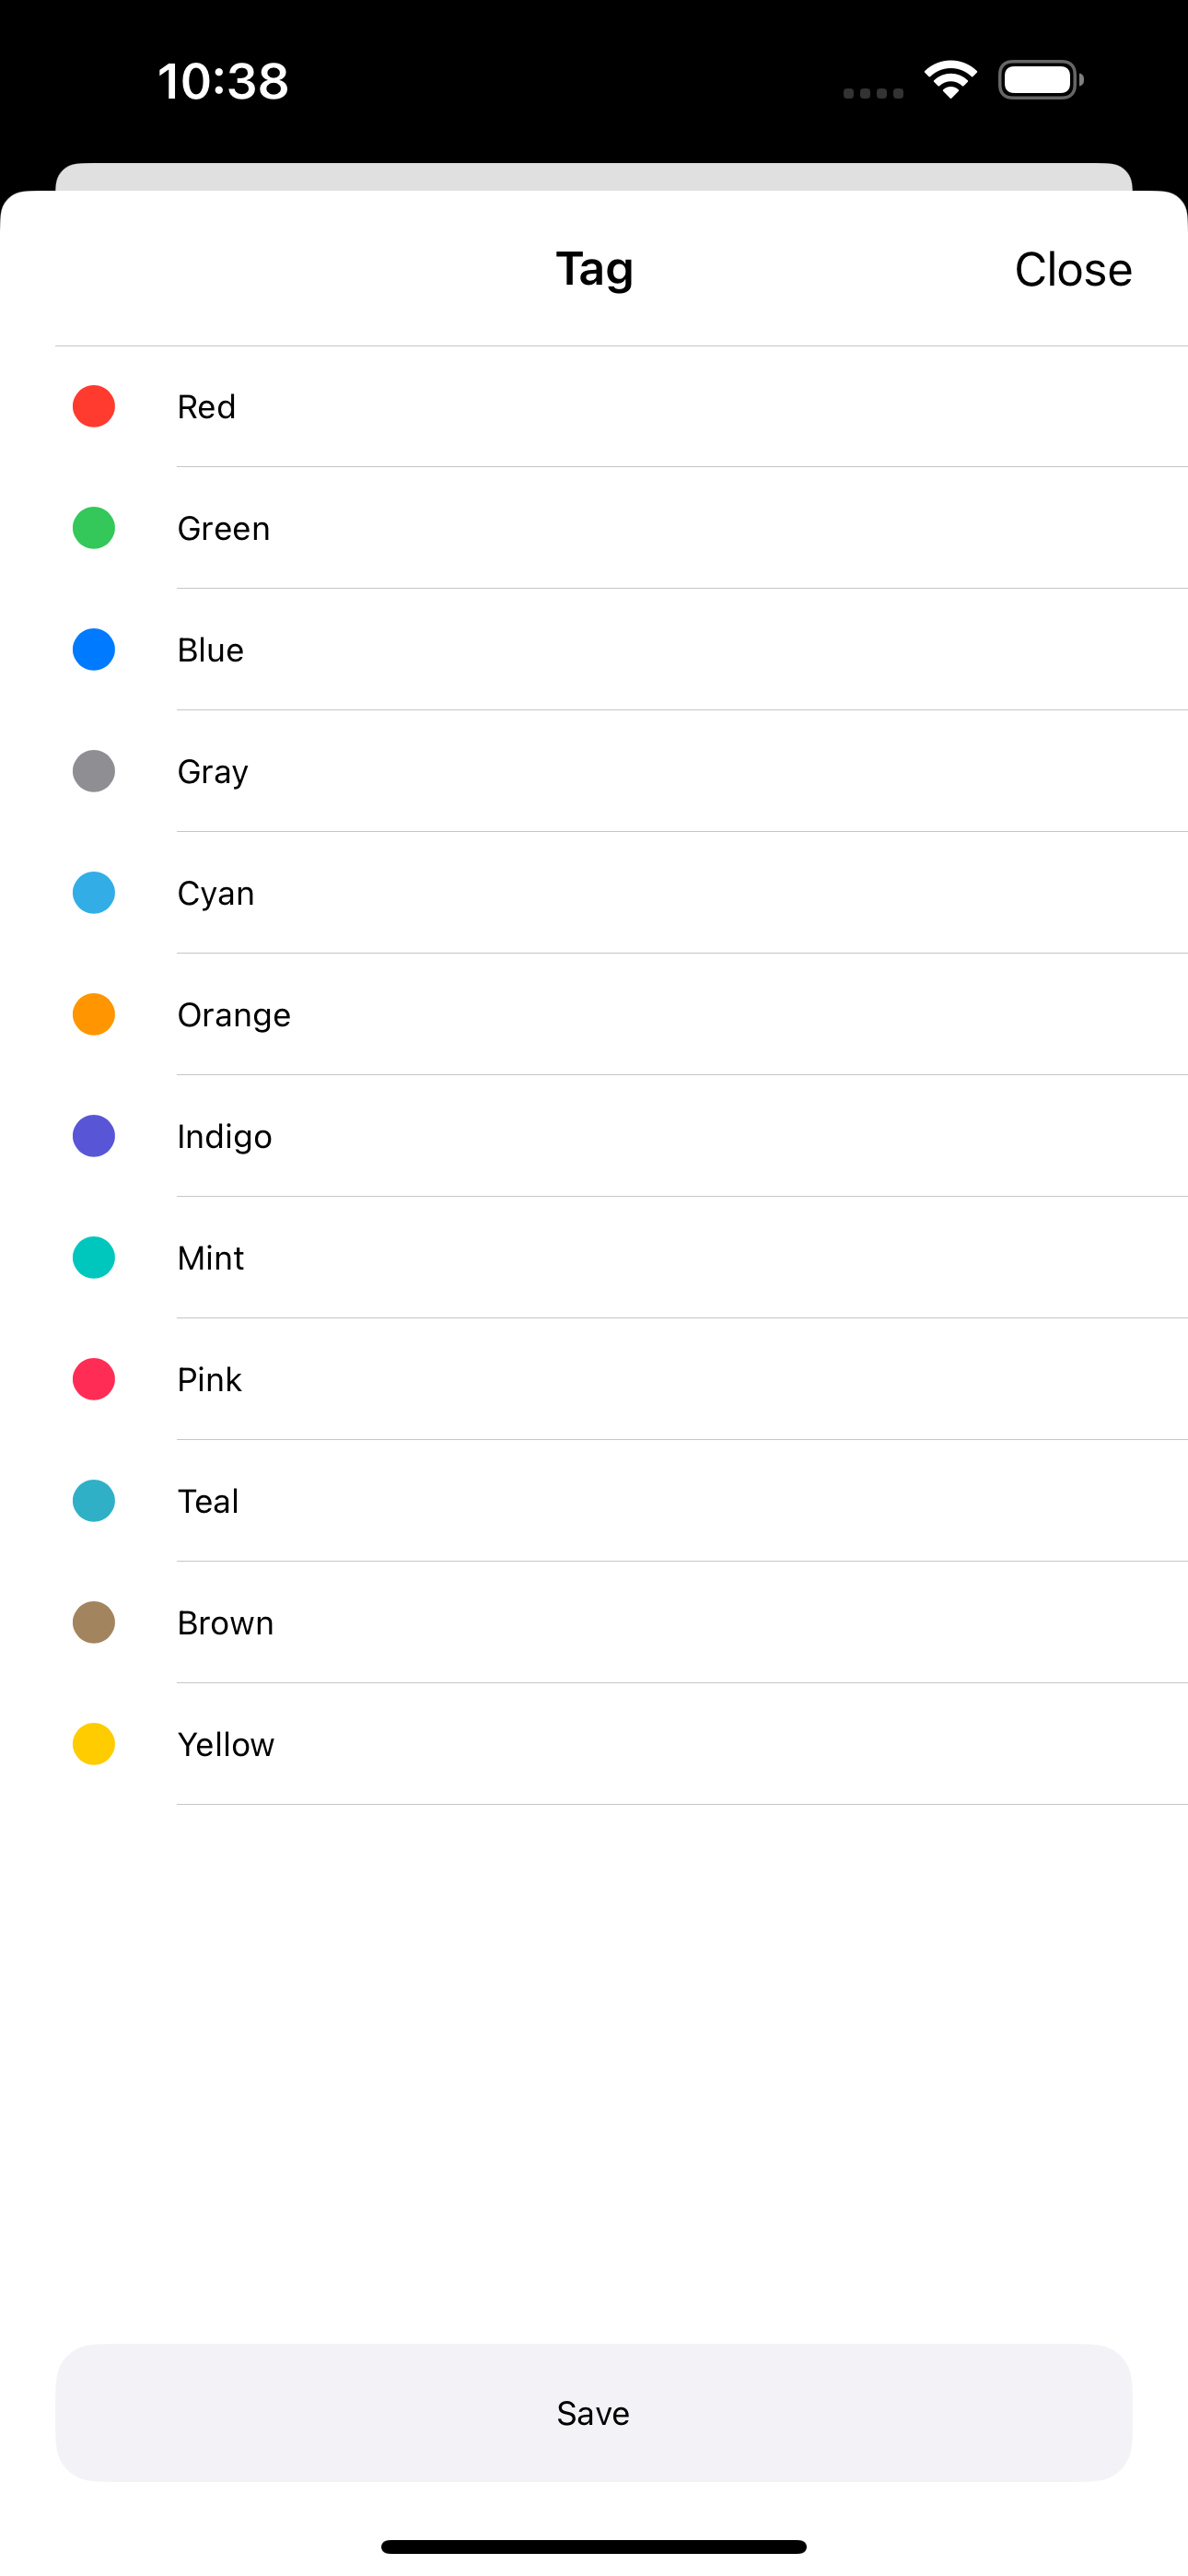 10:38
Tag
Close
Red
Green
Blue
Gray
Cyan
Orange
Indigo
Mint
Pink
Teal
Brown
Yellow
Save